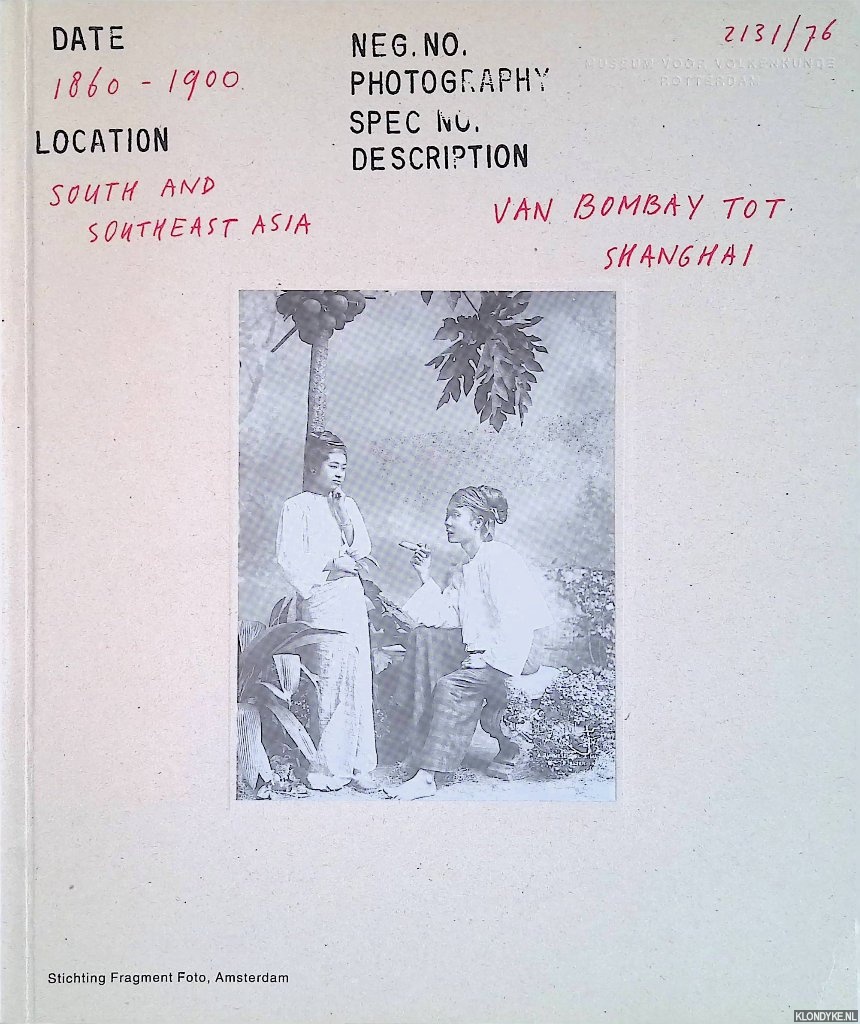 DATE
1860 - 1900
LOCATION
SOUTH AND
SOUTHEAST ASIA
NEG. NO.
PHOTOGRAPHY
SPEC NO.
DESCRIPTION
2131/76
MUSEUM VOOR VOLKENKUNDE
ROTTERDAM
VAN BOMBAY TOT
SHANGHAI
Stichting Fragment Foto, Amsterdam
KLONDYKE.NL